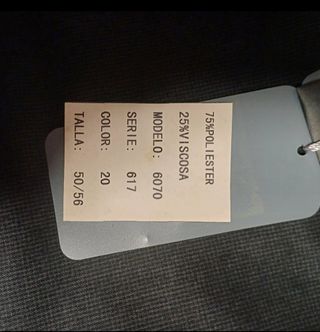 75%POLIESTER
25%VISCOSA
MODELO: 6070
SERIE: 617
COLOR: 20
TALLA: 50/56